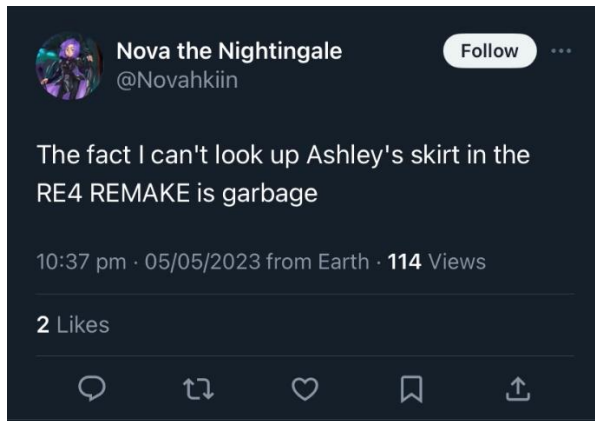 Nova the Nightingale
Follow
@Novahkiin
The fact I can't look up Ashley's skirt in the
RE4 REMAKE is garbage
10:37 pm · 05/05/2023 from Earth · 114 Views
2 Likes